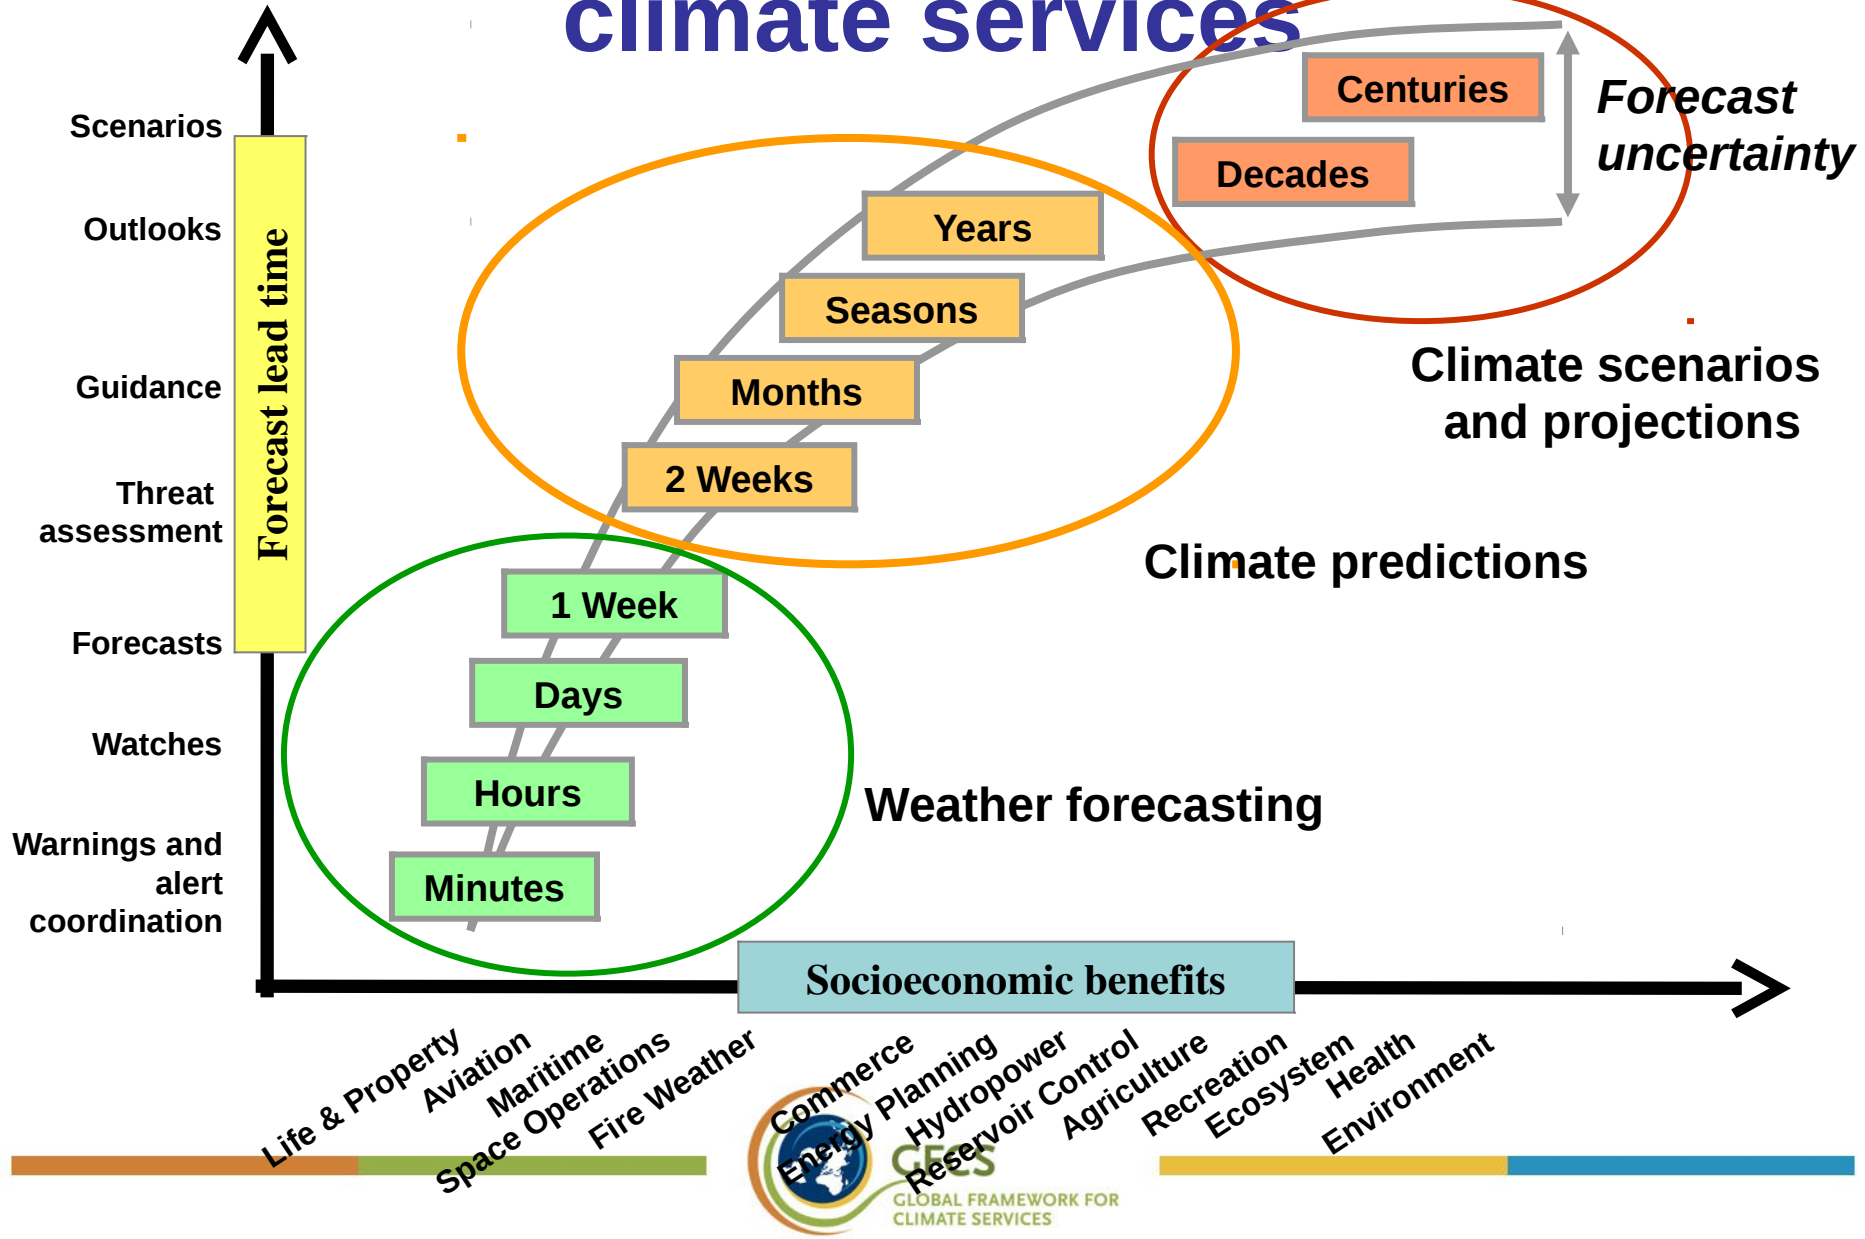 climate services
Scenarios
Outlooks
Guidance
Threat
assessment
Forecasts
Watches
Warnings and
alert
coordination
Forecast lead time
Centuries
Decades
Years
Seasons
Months
2 Weeks
1 Week
Days
Hours
Minutes
Forecast
uncertainty
Climate scenarios
and projections
Climate predictions
Weather forecasting
Socioeconomic benefits
Life & Property
Aviation
Maritime
Space Operations
Fire Weather
Commerce
Energy Planning
Hydropower
Reservoir Control
Agriculture
Recreation
Ecosystem
Health
Environment
GFCS
GLOBAL FRAMEWORK FOR
CLIMATE SERVICES